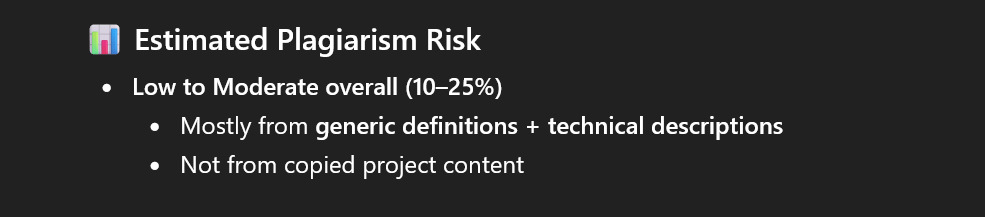 Estimated Plagiarism Risk
Low to Moderate overall (10–25%)
Mostly from generic definitions + technical descriptions
Not from copied project content